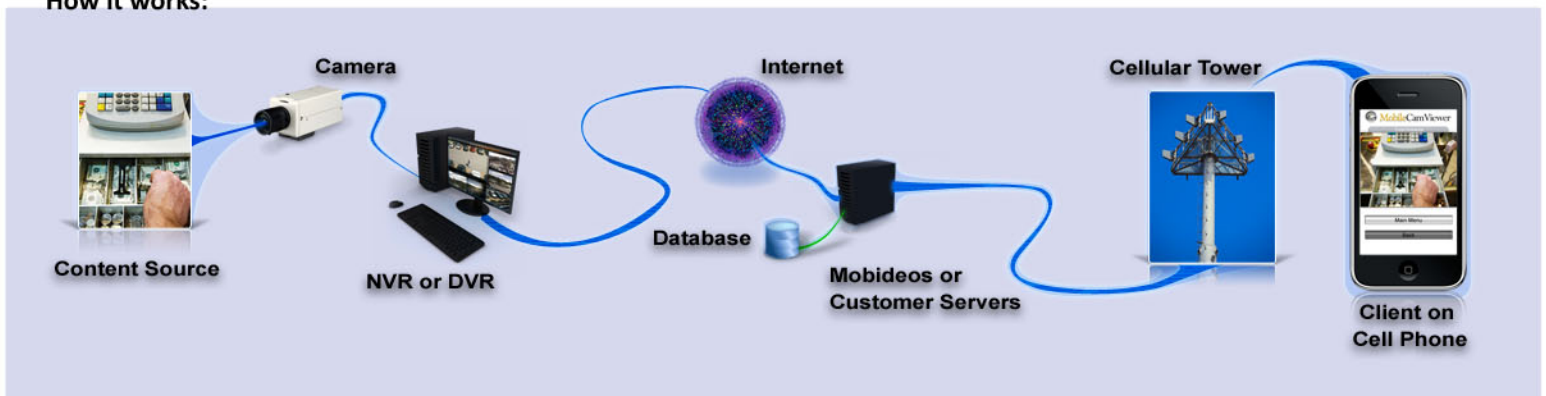 How it works:
Camera
Internet
Cellular Tower
MobileCamViewer
Main Menu
Back
Content Source
NVR or DVR
Database
Mobideos or
Customer Servers
Client on
Cell Phone